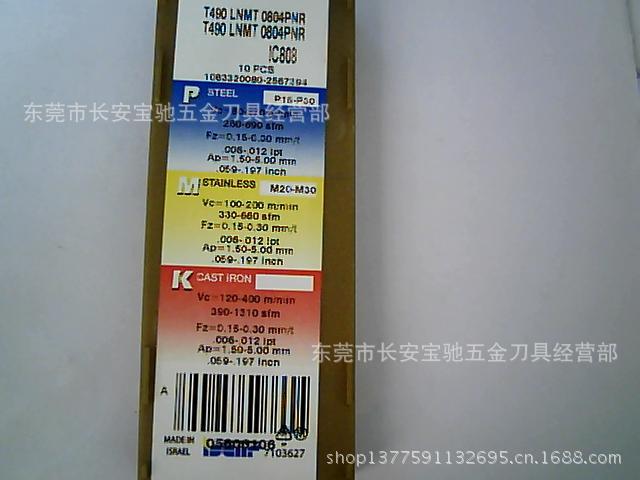 T490 LNMT 0804PNR
T490 LNMT 0804PNR
IC808
10 PCS
P STEEL P15-P30
东莞市长安宝驰五金刀具经营部
Fz=0.15-0.30 mm/t
.006-.012 ipt
Ap=1.50-5.00 mm
.059-.197 inch
M STAINLESS M20-M30
Vc=100-200 m/min
330-660 sfm
Fz=0.15-0.30 mm/t
.006-.012 ipt
Ap=1.50-5.00 mm
.059-.197 inch
K CAST IRON
Vc=120-400 m/min
390-1310 sfm
Fz=0.15-0.30 mm/t
东莞市长安宝驰五金刀具经营部
.006-.012 ipt
Ap=1.50-5.00 mm
.059-.197 inch
A
MADE IN
ISRAEL
7103627
shop1377591132695.cn.1688.com